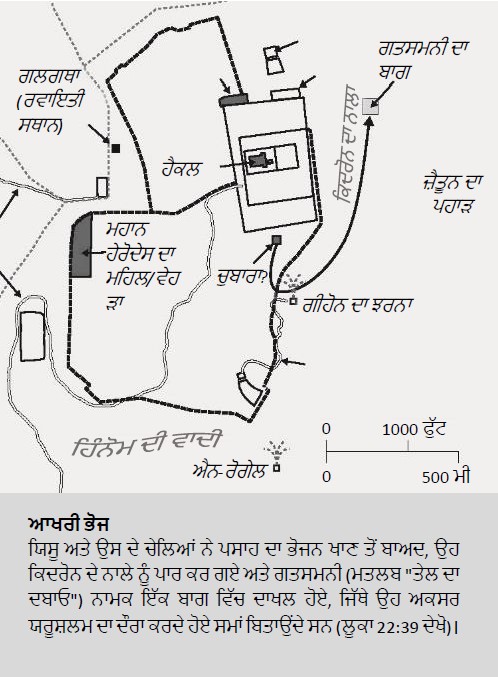 ਗਤਸਮਨੀ ਦਾ
ਬਾਗ
ਗਲਗਥਾ
(ਰਵਾਇਤੀ
ਸਥਾਨ)
ਕਿਦਰੋਨ ਦਾ ਨਾਲਾ
ਹੈਕਲ
ਜ਼ੈਤੂਨ ਦਾ
ਪਹਾੜ
ਮਹਾਨ
ਹੇਰੋਦੇਸ ਦਾ
ਮਹਿਲ/ਵੇਹ
ੜਾ
ਚੁਬਾਰਾ?
ਗੀਹੋਨ ਦਾ ਝਰਨਾ
ਹਿੰਨੋਮ ਦੀ ਵਾਦੀ
ਐਨ-ਰੋਗੇਲ
0 1000 ਫੁੱਟ
0 500 ਮੀ
ਆਖਰੀ ਭੋਜ
ਯਿਸੂ ਅਤੇ ਉਸ ਦੇ ਚੇਲਿਆਂ ਨੇ ਪਸਾਹ ਦਾ ਭੋਜਨ ਖਾਣ ਤੋਂ ਬਾਅਦ, ਉਹ
ਕਿਦਰੋਨ ਦੇ ਨਾਲੇ ਨੂੰ ਪਾਰ ਕਰ ਗਏ ਅਤੇ ਗਤਸਮਨੀ (ਮਤਲਬ "ਤੇਲ ਦਾ
ਦਬਾਓ") ਨਾਮਕ ਇੱਕ ਬਾਗ ਵਿੱਚ ਦਾਖਲ ਹੋਏ, ਜਿੱਥੇ ਉਹ ਅਕਸਰ
ਯਰੂਸ਼ਲਮ ਦਾ ਦੌਰਾ ਕਰਦੇ ਹੋਏ ਸਮਾਂ ਬਿਤਾਉਂਦੇ ਸਨ (ਲੂਕਾ 22:39 ਦੇਖੋ)।